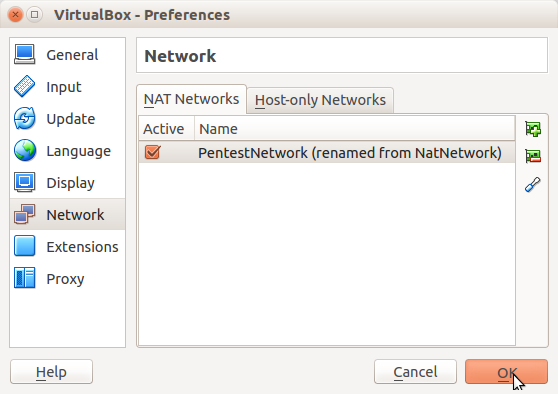 VirtualBox - Preferences
General
Input
Update
Language
Display
Network
Extensions
Proxy
Network
NAT Networks
Host-only Networks
Active Name
PentestNetwork (renamed from NatNetwork)
Help
Cancel
OK